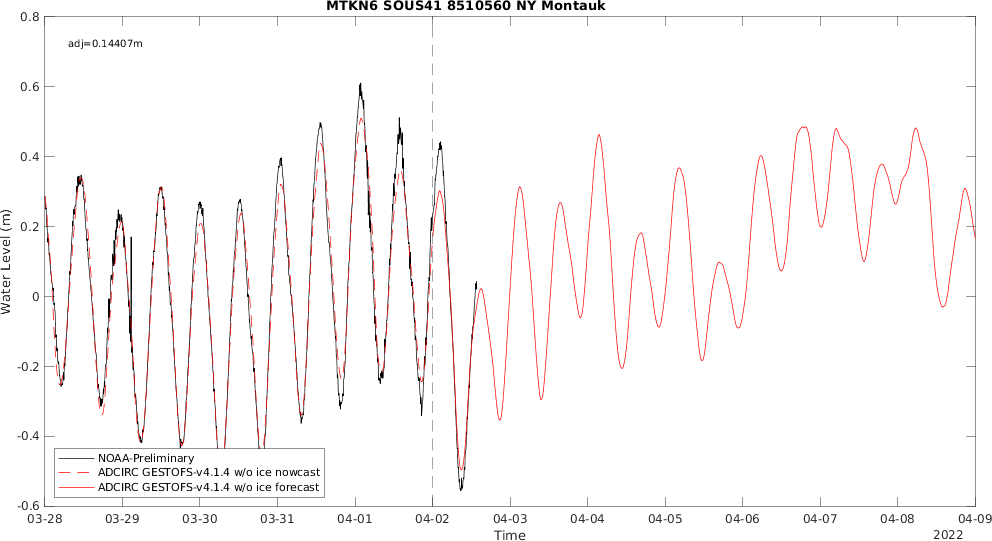 MTKN6 SOUS41 8510560 NY Montauk
adj=0.14407m
Water Level (m)
0.8
0.6
0.4
0.2
0
-0.2
-0.4
-0.6
NOAA-Preliminary
ADCIRC GESTOFS-v4.1.4 w/o ice nowcast
ADCIRC GESTOFS-v4.1.4 w/o ice forecast
03-28 03-29 03-30 03-31 04-01 04-02 04-03 04-04 04-05 04-06 04-07 04-08 04-09
Time
2022